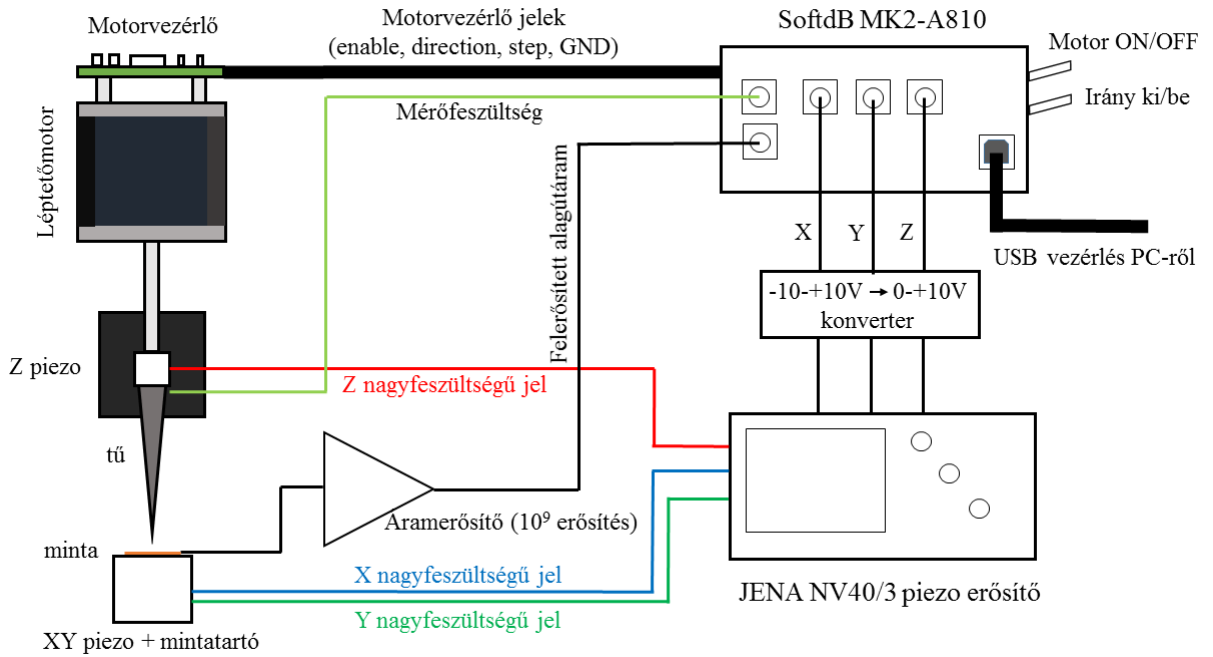 Motorvezérlő
Motorvezérlő jelek
(enable, direction, step, GND)
SoftdB MK2-A810
Motor ON/OFF
Irány ki/be
Mérőfeszültség
Léptetőmotor
Felerősített alagútáram
X
Y
Z
USB vezérlés PC-ről
-10-+10V → 0-+10V
konverter
Z piezo
Z nagyfeszültségű jel
tű
Aramerősítő (10⁹ erősítés)
minta
X nagyfeszültségű jel
Y nagyfeszültségű jel
JENA NV40/3 piezo erősítő
XY piezo + mintatartó